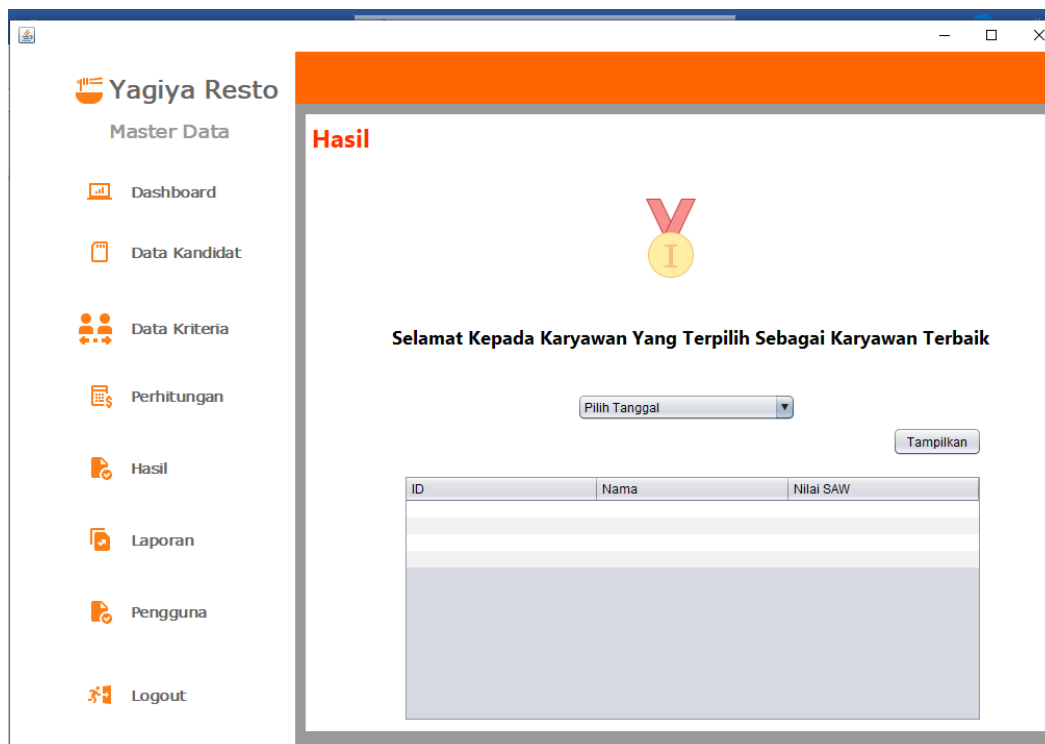 Yagiya Resto
Master Data
Dashboard
Data Kandidat
Data Kriteria
Perhitungan
Hasil
Laporan
Pengguna
Logout
Hasil
I
Selamat Kepada Karyawan Yang Terpilih Sebagai Karyawan Terbaik
Pilih Tanggal
Tampilkan
ID Nama Nilai SAW